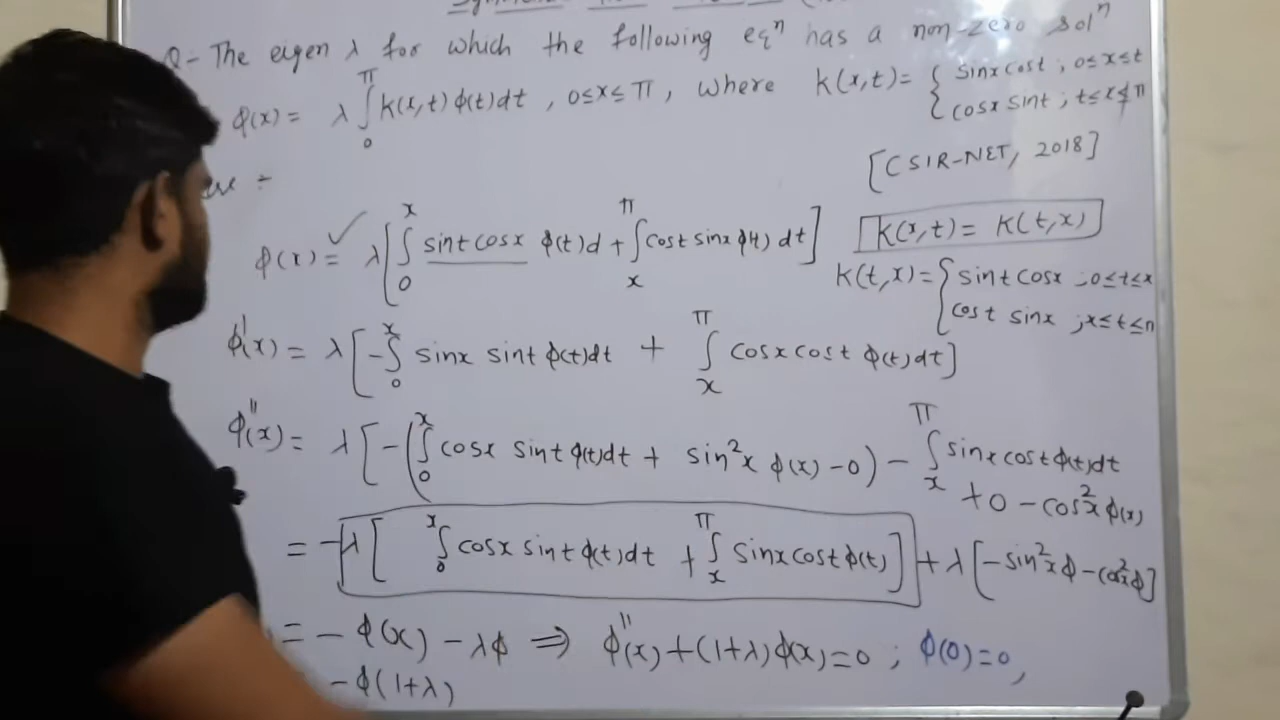 Q- The eigen λ for which the following eqⁿ has a non-zero solⁿ
φ(x) = λ ∫₀^π K(x,t) φ(t)dt , 0≤x≤π , where K(x,t) = { sinx cost ; 0≤x≤t
cosx sint ; t≤x≤π
[CSIR-NET, 2018]
φ(x) = λ[∫₀^x sint cosx φ(t)d + ∫ₓ^π cost sinx φ(t) dt]
K(x,t) = K(t,x)
K(t,x) = { sint cosx ; 0≤t≤x
cost sinx ; x≤t≤π
φ'(x) = λ[-∫₀^x sinx sint φ(t)dt + ∫ₓ^π cosx cost φ(t)dt]
φ''(x) = λ[-(∫₀^x cosx sint φ(t)dt + sin²x φ(x) -0) - ∫ₓ^π sinx cost φ(t)dt
+0 - cos²x φ(x)
= -λ[∫₀^x cosx sint φ(t)dt + ∫ₓ^π sinx cost φ(t)] + λ[-sin²xφ - cos²xφ]
= - φ(x) - λφ ⇒ φ''(x) + (1+λ)φ(x) = 0 ; φ(0)=0,
- φ(1+λ)